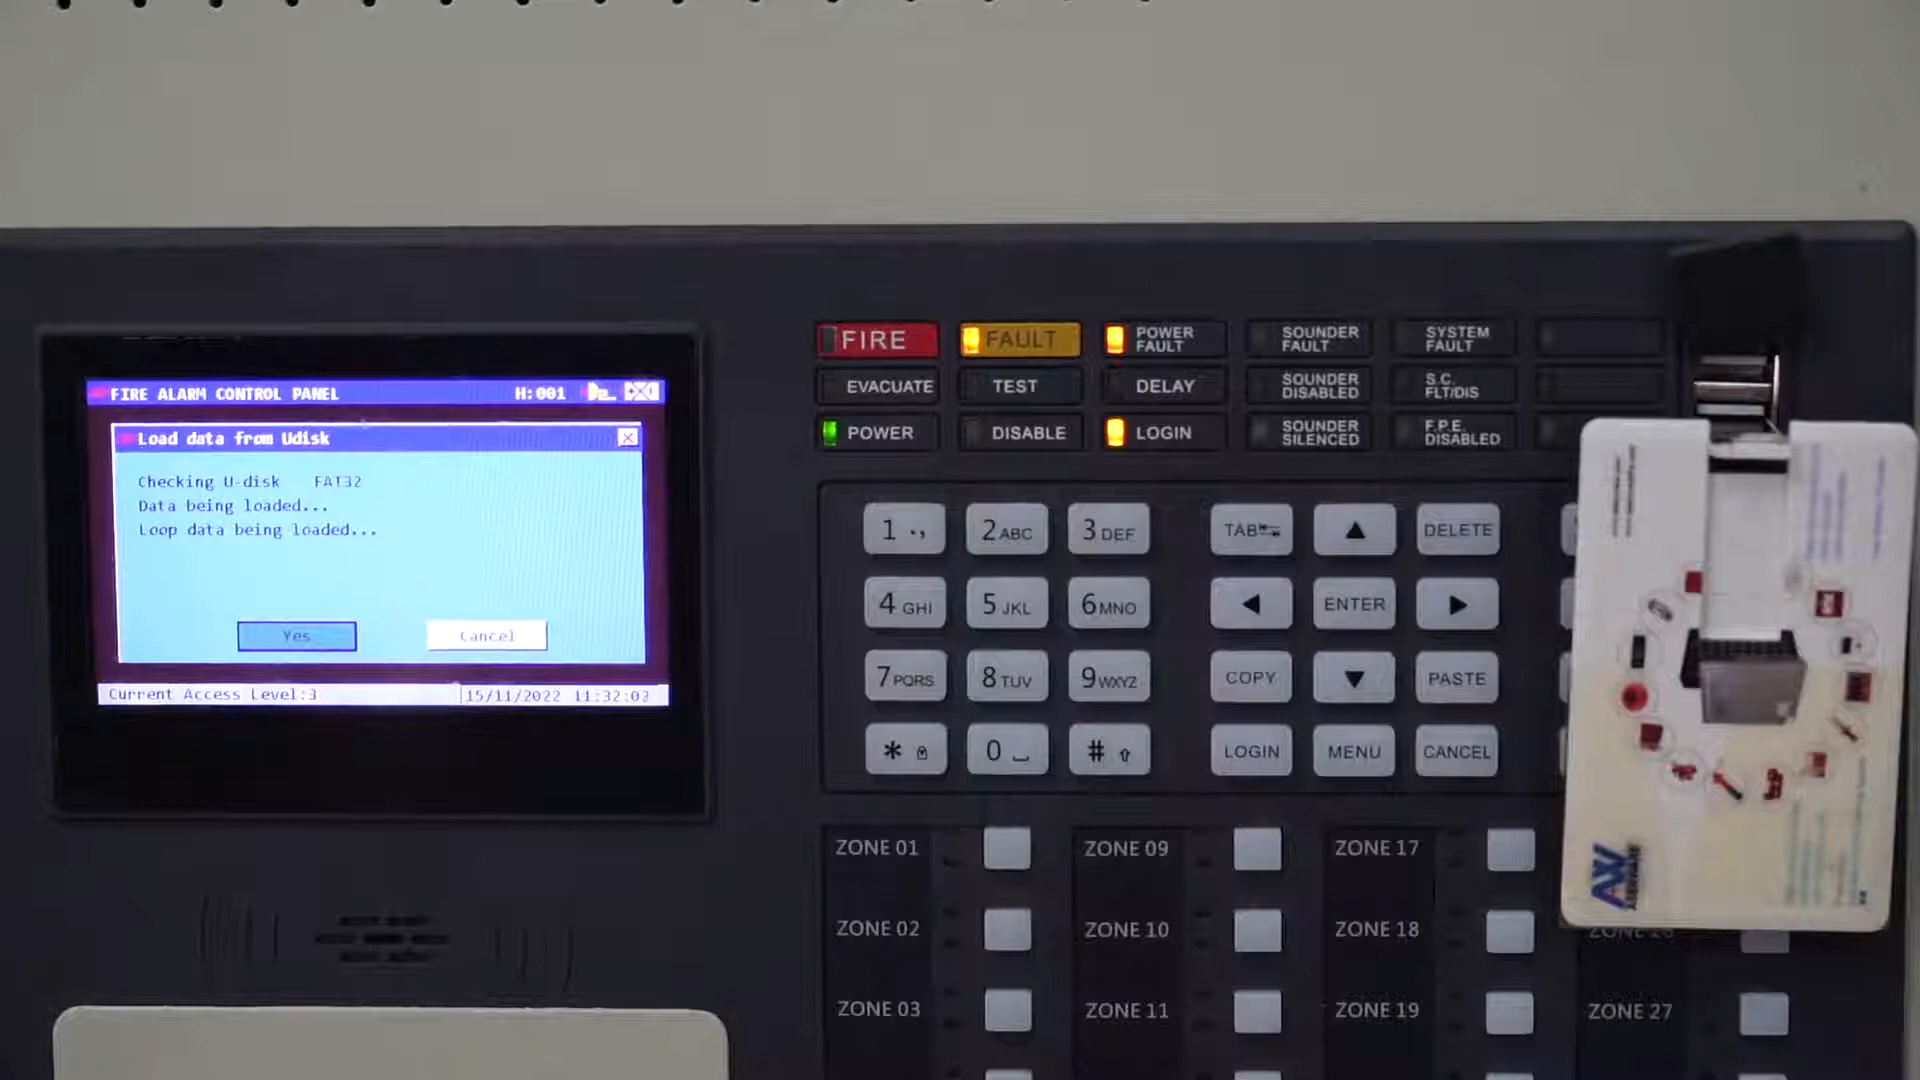 FIRE ALARM CONTROL PANEL H:001
Load data from Udisk
Checking U-disk FAT32
Data being loaded...
Loop data being loaded...
Yes Cancel
Current Access Level:3 15/11/2022 11:32:02
FIRE FAULT POWER FAULT SOUNDER FAULT SYSTEM FAULT
EVACUATE TEST DELAY SOUNDER DISABLED S.C. FLT/DIS
POWER DISABLE LOGIN SOUNDER SILENCED F.P.E. DISABLED
1 ., 2 ABC 3 DEF TAB ▲ DELETE
4 GHI 5 JKL 6 MNO ◀ ENTER ▶
7 PQRS 8 TUV 9 WXYZ COPY ▼ PASTE
* 0 # LOGIN MENU CANCEL
ZONE 01 ZONE 09 ZONE 17
ZONE 02 ZONE 10 ZONE 18
ZONE 03 ZONE 11 ZONE 19 ZONE 27